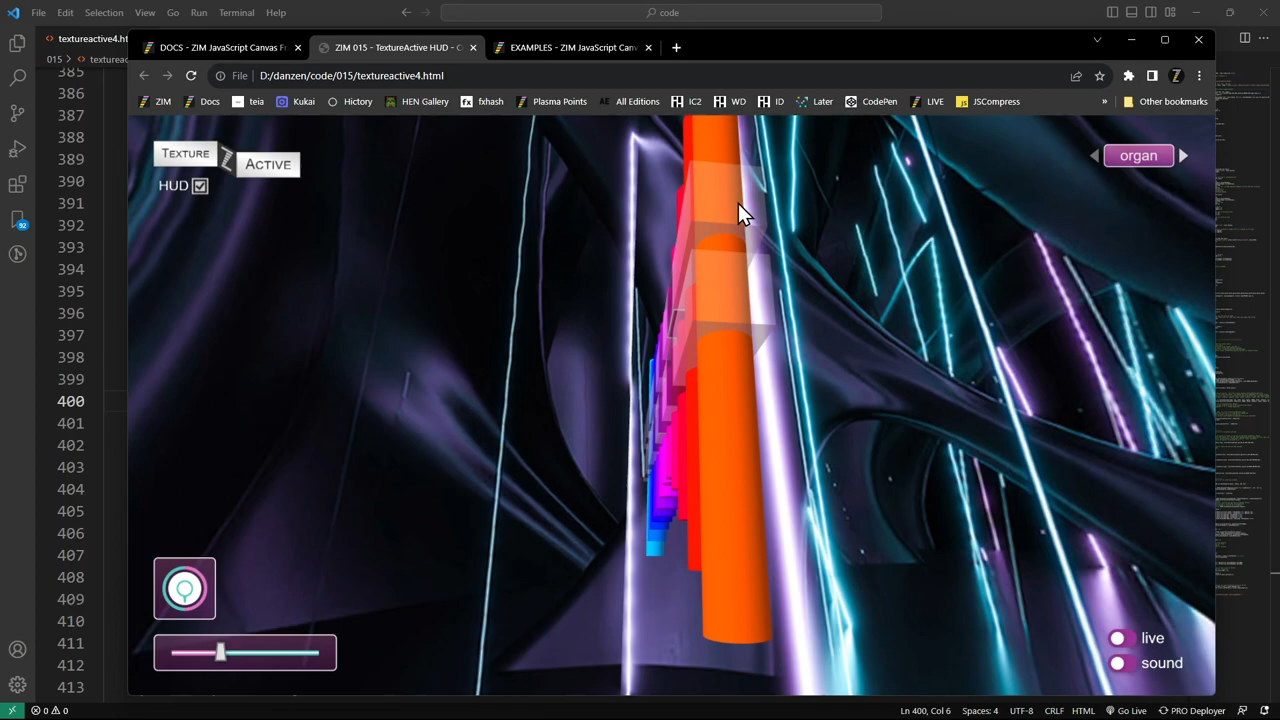 File Edit Selection View Go Run Terminal Help
code
textureactive4.htm
015
385
386
387
388
389
390
391
392
393
394
395
396
397
398
399
400
401
402
403
404
405
406
407
408
409
410
411
412
413
92
DOCS - ZIM JavaScript Canvas Fr
ZIM 015 - TextureActive HUD - C
EXAMPLES - ZIM JavaScript Canv
File D:/danzen/code/015/textureactive4.html
ZIM Docs teia Kukai HEN Gall fxhash n Points AE All Editions IC2 WD ID Later CodePen LIVE JSCompress » Other bookmarks
TEXTURE
ACTIVE
HUD
organ
live
sound
0 0 Ln 400, Col 6 Spaces: 4 UTF-8 CRLF HTML Go Live PRO Deployer